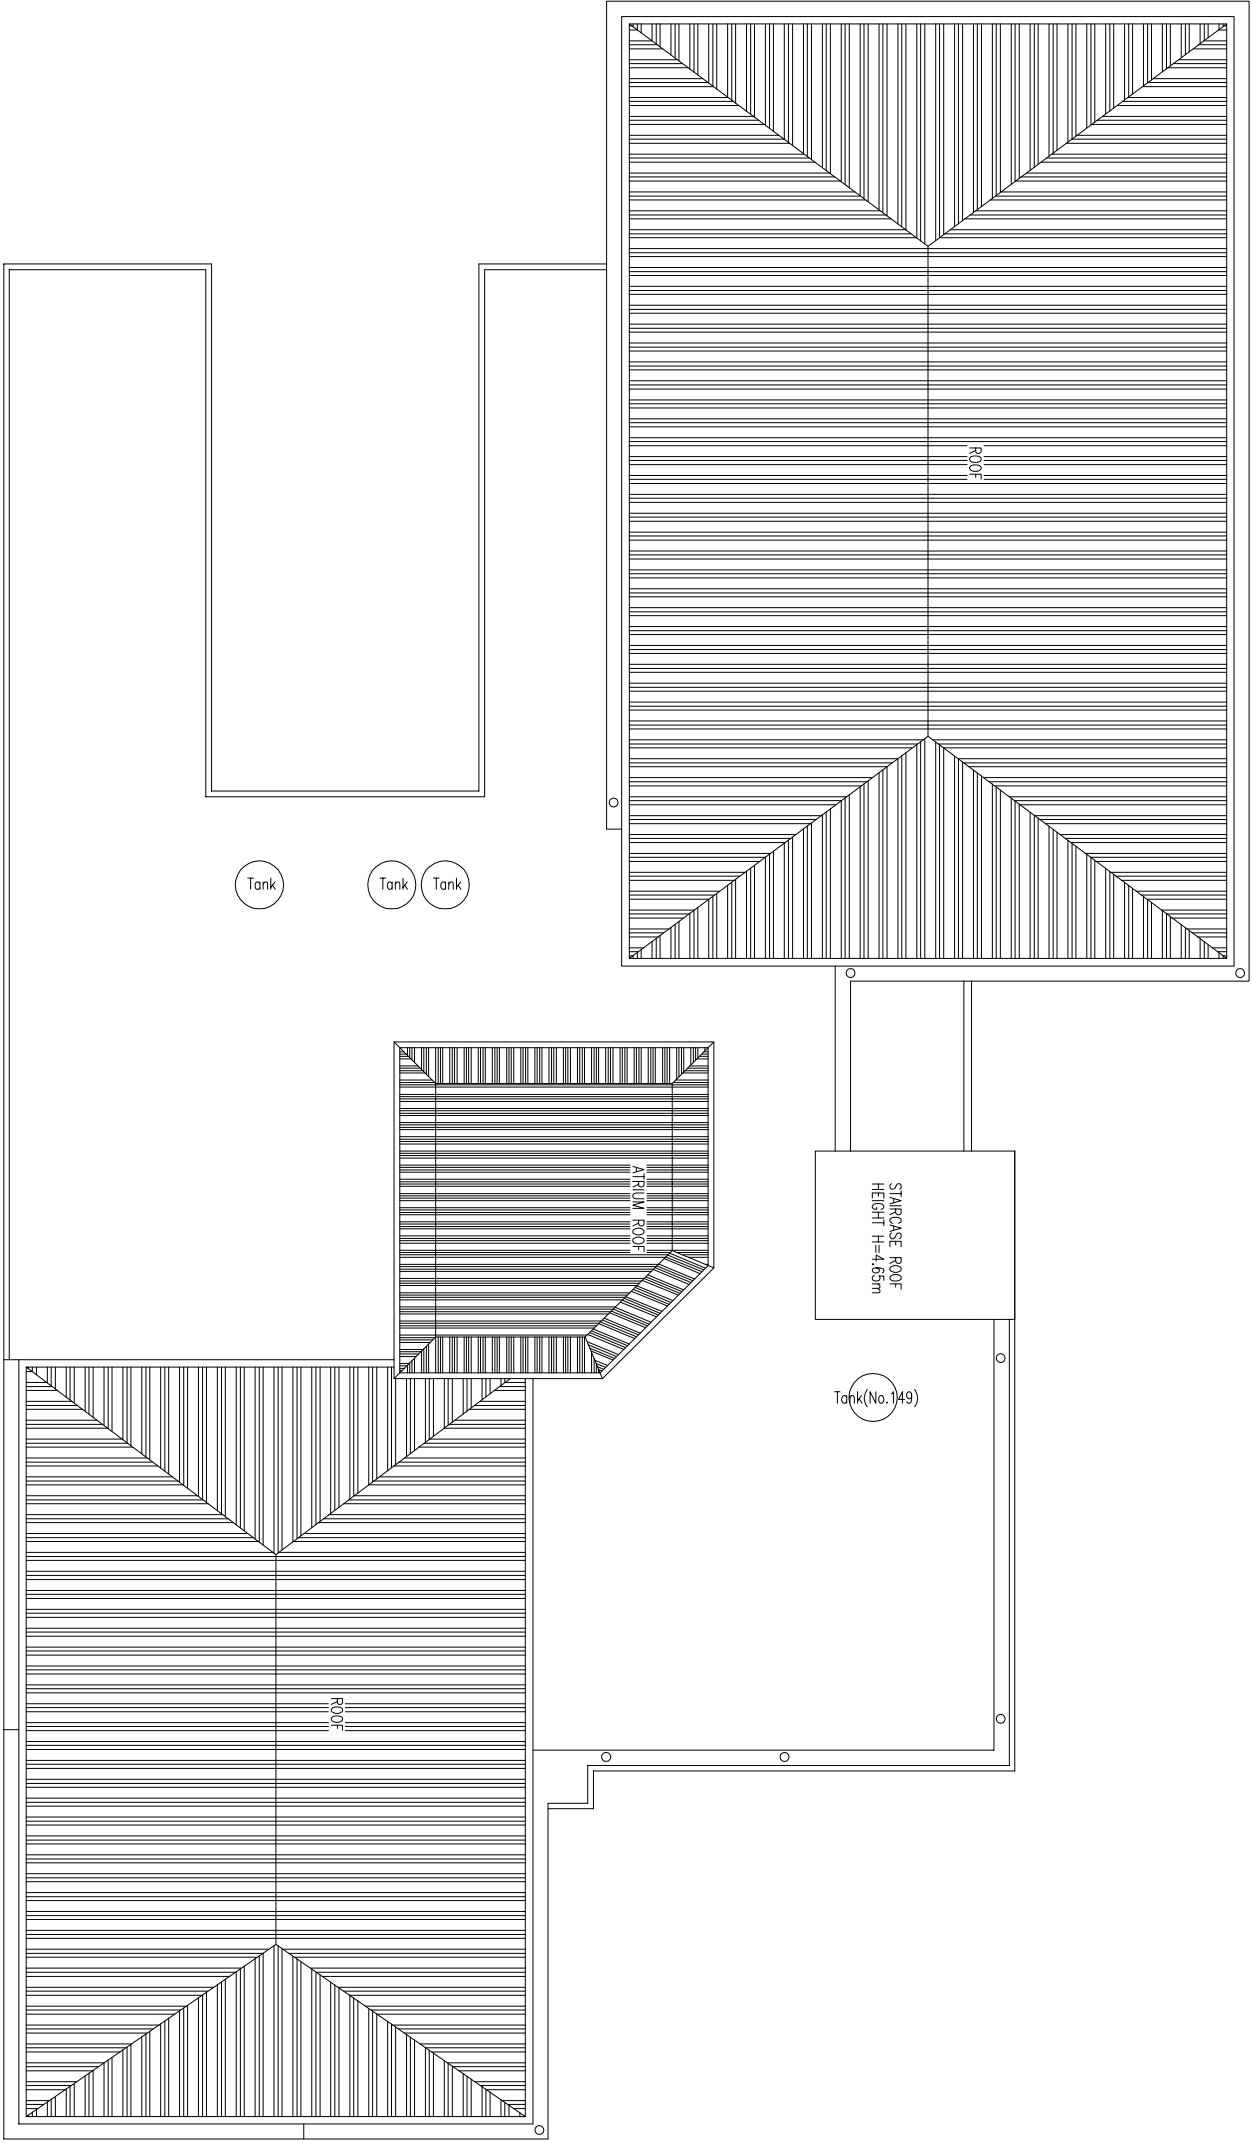 ROOF
Tank
Tank
Tank
ATRIUM ROOF
STAIRCASE ROOF
HEIGHT H=4.65m
Tank(No.149)
ROOF